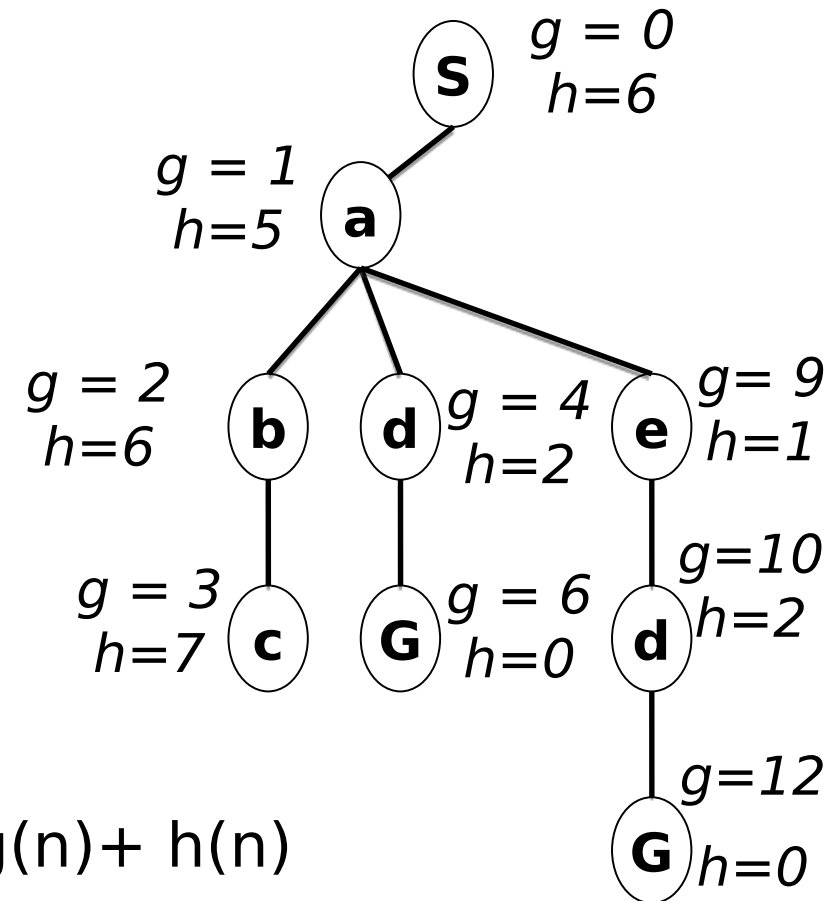 g = 0
S
h=6
g = 1
a
h=5
g = 2
h=6
b
d
g = 4
h=2
e
g= 9
h=1
g = 3
h=7
c
G
g = 6
h=0
d
g=10
h=2
g=12
g(n)+ h(n)
G
h=0